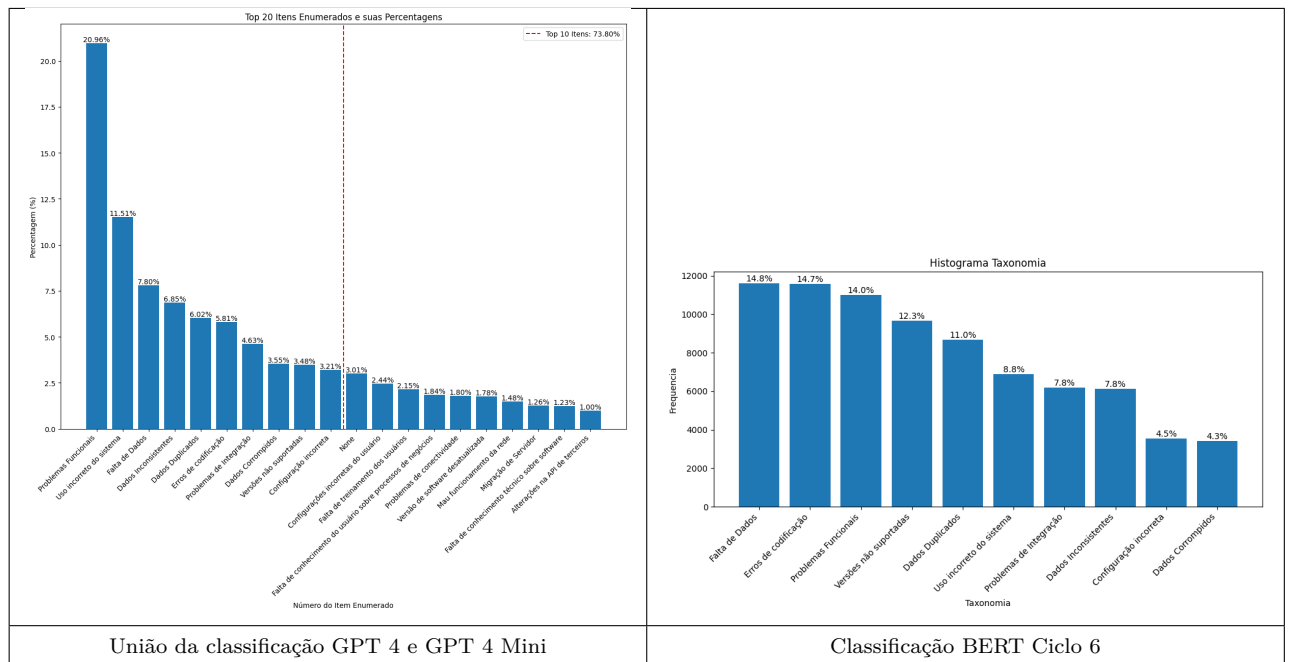 Top 20 Itens Enumerados e suas Percentagens
Top 10 Itens: 73.80%
Percentagem (%)
20.0
17.5
15.0
12.5
10.0
7.5
5.0
2.5
0.0
20.96%
11.51%
7.80%
6.85%
6.02%
5.81%
4.63%
3.55%
3.48%
3.21%
3.01%
2.44%
2.15%
1.84%
1.80%
1.78%
1.48%
1.26%
1.23%
1.00%
Problemas Funcionais
Uso incorreto do sistema
Falta de Dados
Dados Inconsistentes
Dados Duplicados
Erros de codificação
Problemas de Integração
Dados Corrompidos
Versões não suportadas
Configuração incorreta
None
Configurações incorretas do usuário
Falta de treinamento dos usuários
Falta de conhecimento do usuário sobre processos de negócios
Problemas de conectividade
Versão de software desatualizada
Mau funcionamento da rede
Migração de Servidor
Falta de conhecimento técnico sobre software
Alterações na API de terceiros
Número do Item Enumerado
Histograma Taxonomia
Frequencia
12000
10000
8000
6000
4000
2000
0
14.8%
14.7%
14.0%
12.3%
11.0%
8.8%
7.8%
7.8%
4.5%
4.3%
Falta de Dados
Erros de codificação
Problemas Funcionais
Versões não suportadas
Dados Duplicados
Uso incorreto do sistema
Problemas de Integração
Dados Inconsistentes
Configuração incorreta
Dados Corrompidos
Taxonomia
União da classificação GPT 4 e GPT 4 Mini
Classificação BERT Ciclo 6